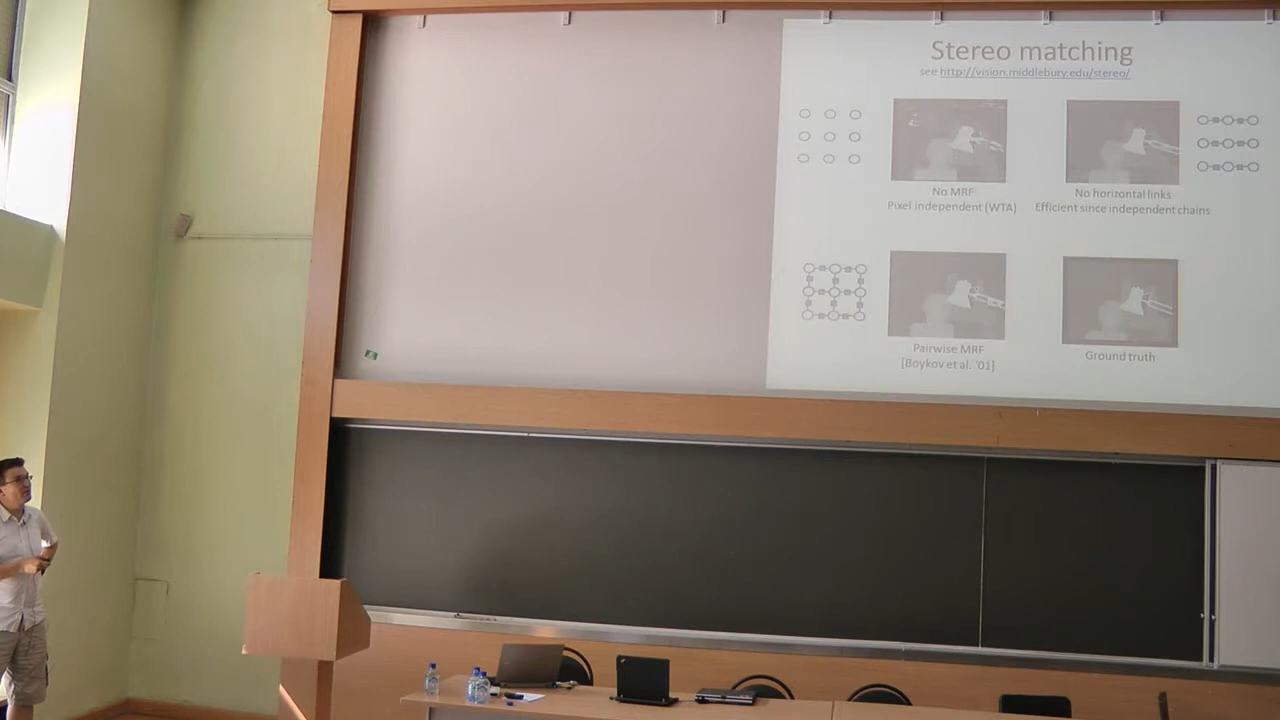 Stereo matching
see http://vision.middlebury.edu/stereo/
No MRF
Pixel independent (WTA)
No horizontal links
Efficient since independent chains
Pairwise MRF
[Boykov et al. '01]
Ground truth